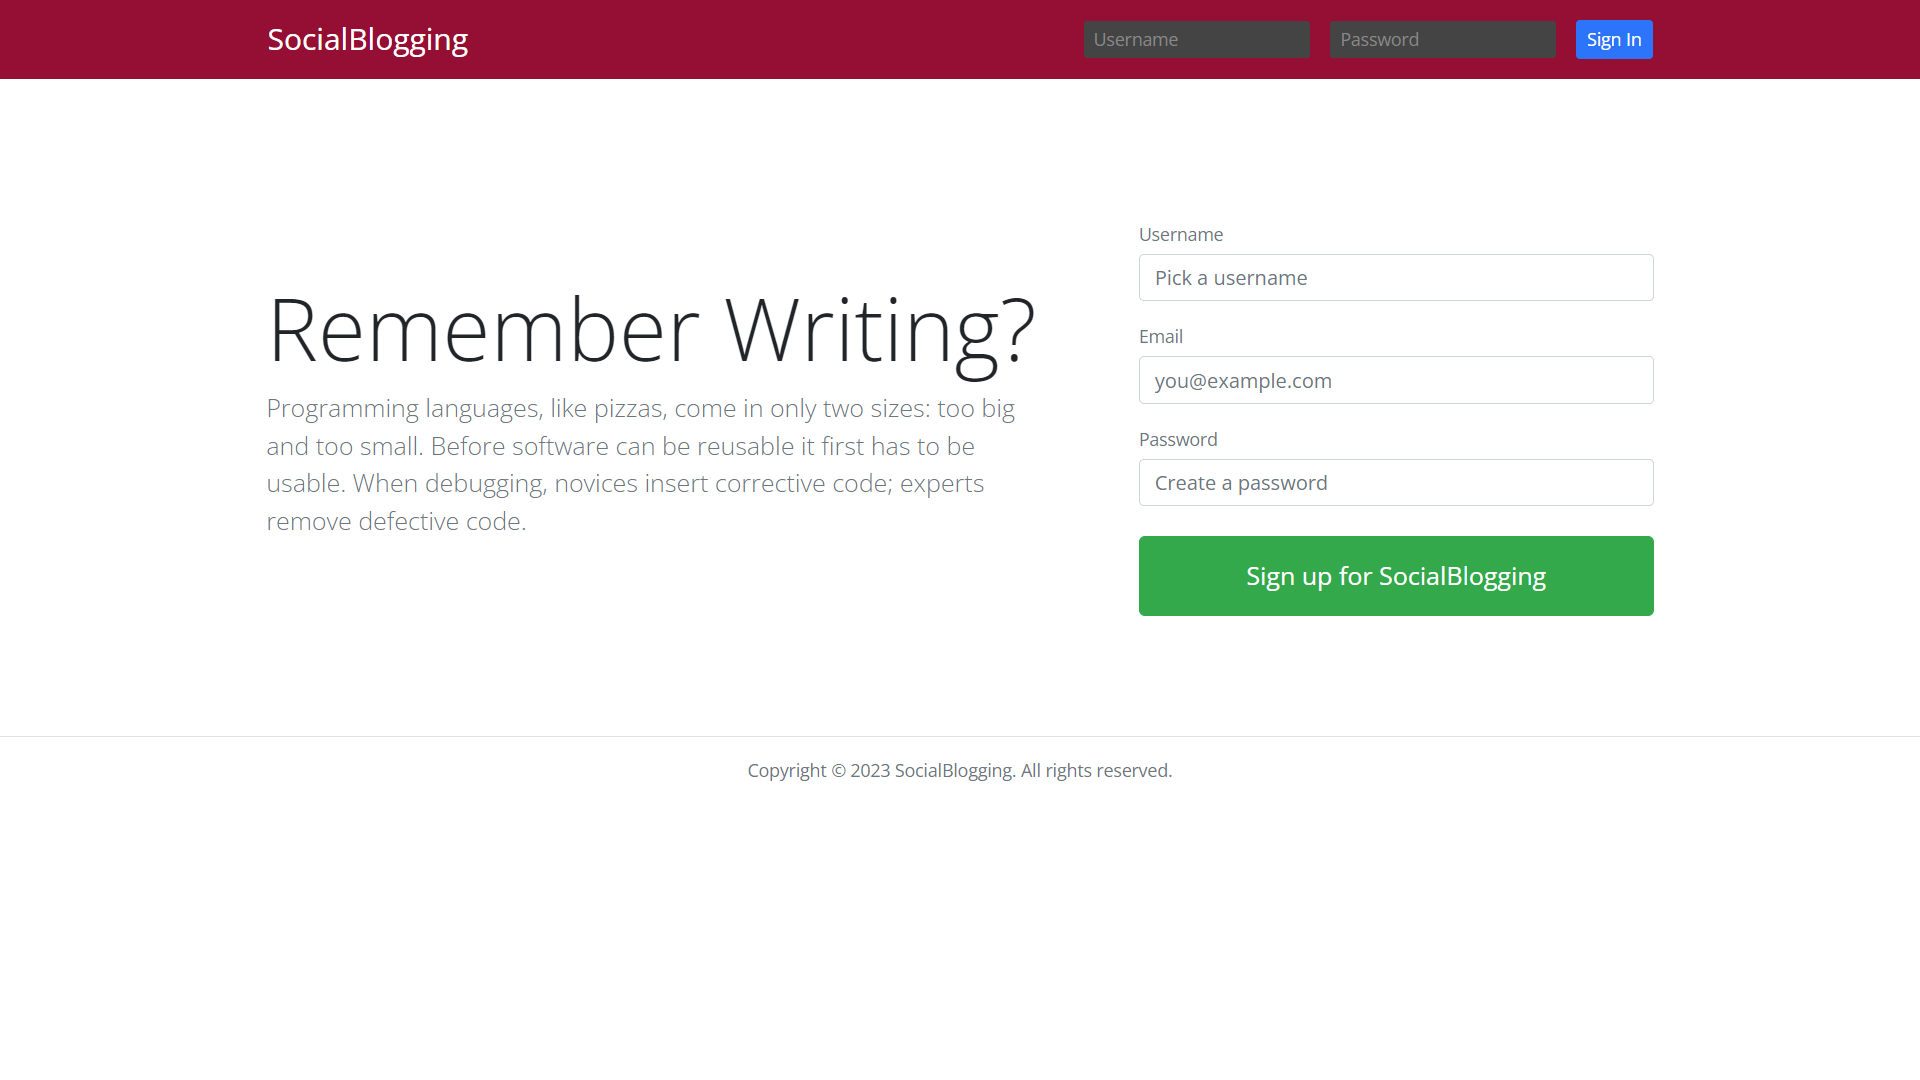 SocialBlogging
Username
Password
Sign In
Remember Writing?
Programming languages, like pizzas, come in only two sizes: too big
and too small. Before software can be reusable it first has to be
usable. When debugging, novices insert corrective code; experts
remove defective code.
Username
Pick a username
Email
you@example.com
Password
Create a password
Sign up for SocialBlogging
Copyright © 2023 SocialBlogging. All rights reserved.